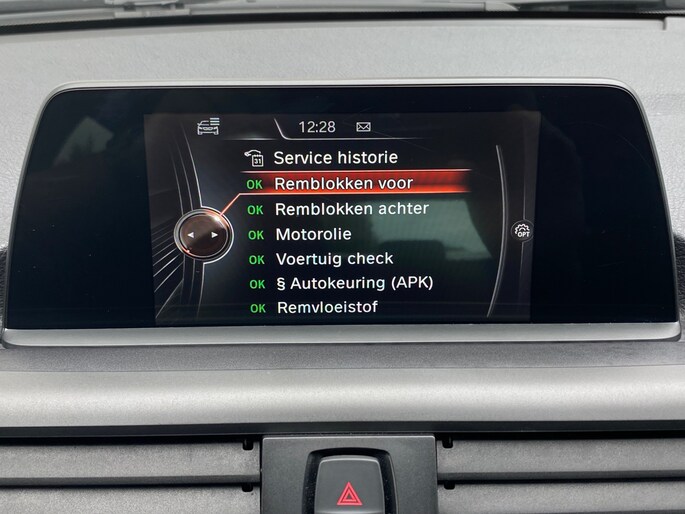 12:28
31 Service historie
OK Remblokken voor
OK Remblokken achter
OK Motorolie
OPT
OK Voertuig check
OK § Autokeuring (APK)
OK Remvloeistof